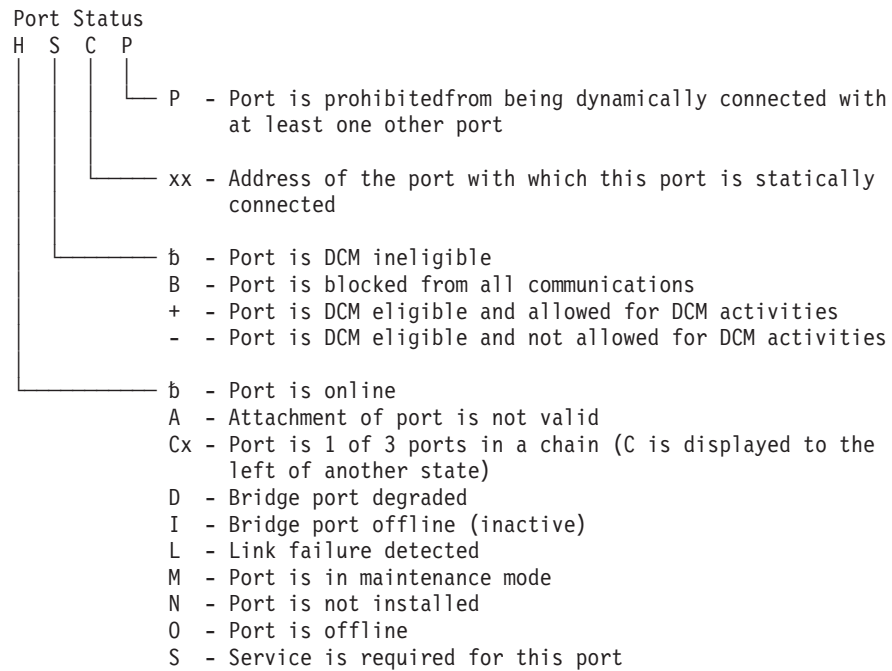 Port Status
H S C P
P - Port is prohibitedfrom being dynamically connected with
at least one other port
xx - Address of the port with which this port is statically
connected
ƀ - Port is DCM ineligible
B - Port is blocked from all communications
+ - Port is DCM eligible and allowed for DCM activities
- - Port is DCM eligible and not allowed for DCM activities
ƀ - Port is online
A - Attachment of port is not valid
Cx - Port is 1 of 3 ports in a chain (C is displayed to the
left of another state)
D - Bridge port degraded
I - Bridge port offline (inactive)
L - Link failure detected
M - Port is in maintenance mode
N - Port is not installed
O - Port is offline
S - Service is required for this port